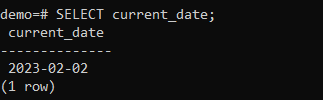 demo=# SELECT current_date;
 current_date
--------------
 2023-02-02
(1 row)